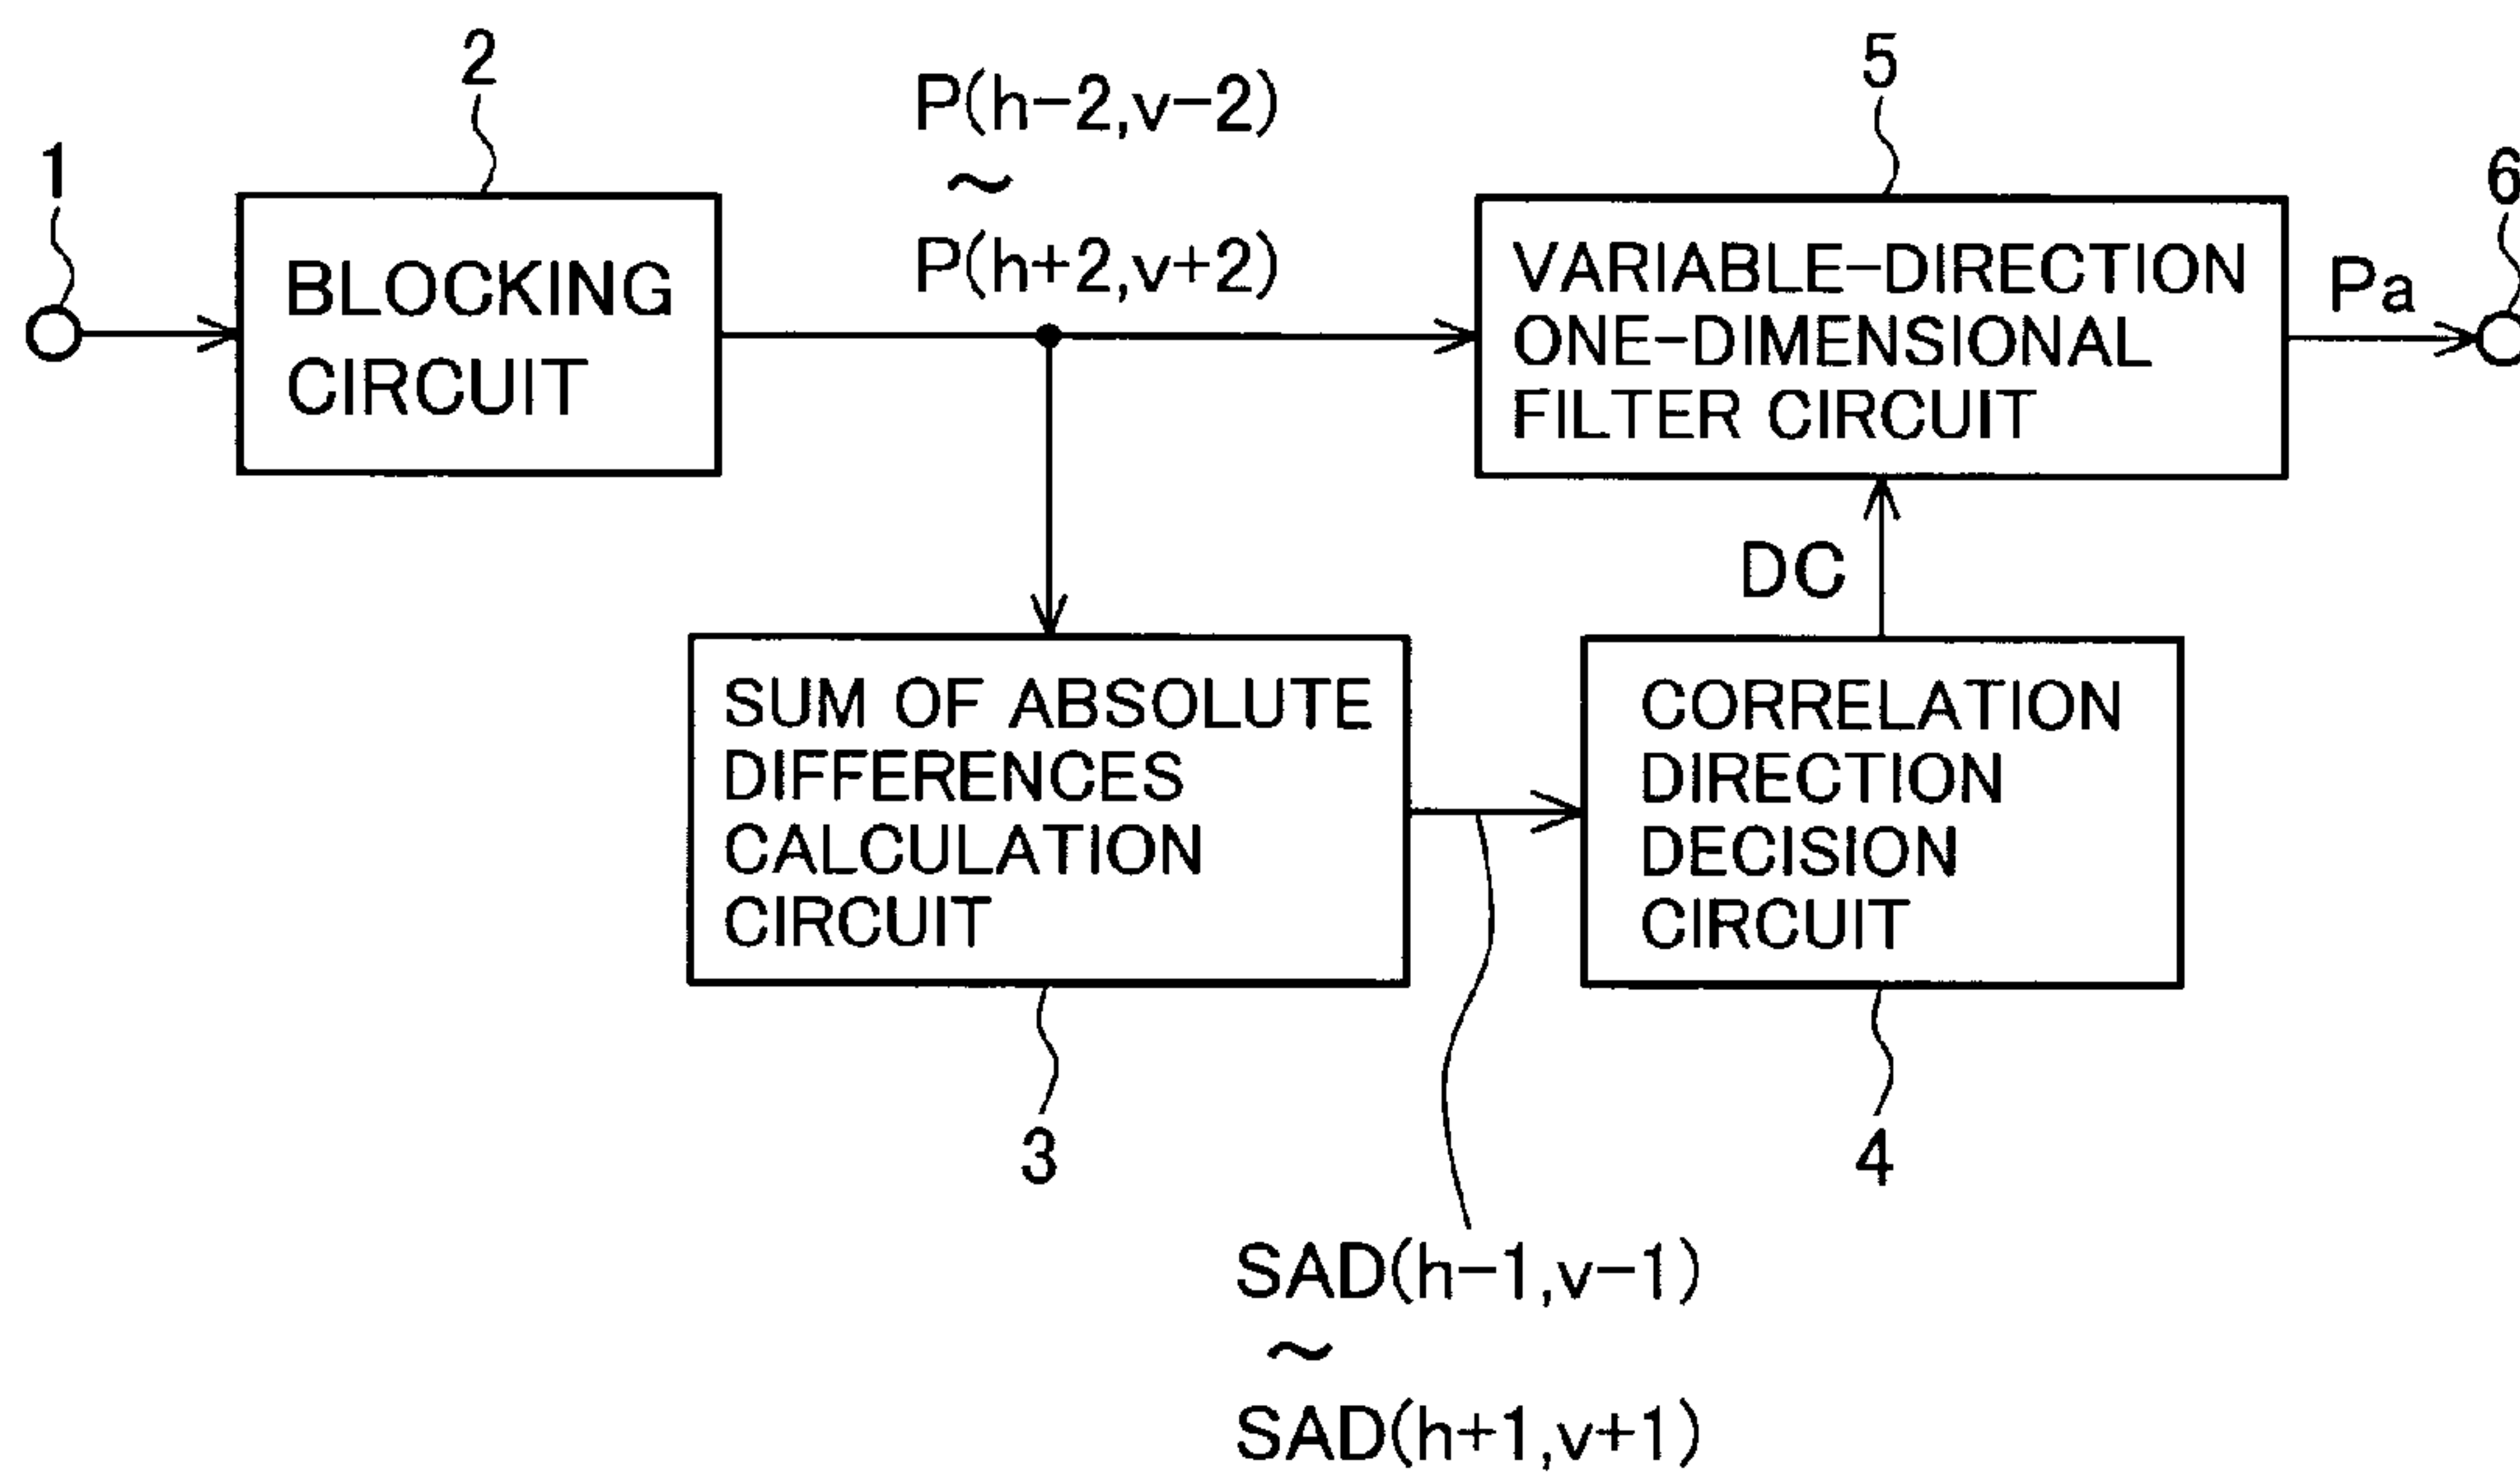 1
2
BLOCKING
CIRCUIT
P(h-2,v-2)
~
P(h+2,v+2)
5
VARIABLE-DIRECTION
ONE-DIMENSIONAL
FILTER CIRCUIT
Pa
6
DC
SUM OF ABSOLUTE
DIFFERENCES
CALCULATION
CIRCUIT
3
CORRELATION
DIRECTION
DECISION
CIRCUIT
4
SAD(h-1,v-1)
~
SAD(h+1,v+1)